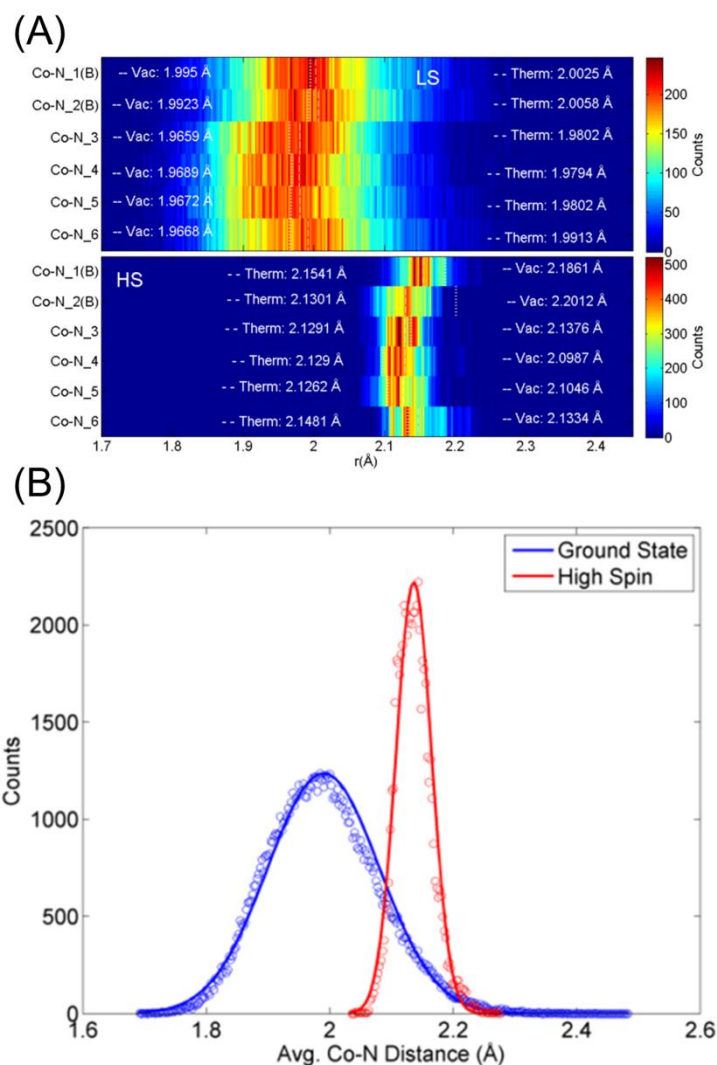 (A)
Co-N_1(B) -- Vac: 1.995 Å LS -- Therm: 2.0025 Å
Co-N_2(B) -- Vac: 1.9923 Å -- Therm: 2.0058 Å
Co-N_3 -- Vac: 1.9659 Å -- Therm: 1.9802 Å
Co-N_4 -- Vac: 1.9689 Å -- Therm: 1.9794 Å
Co-N_5 -- Vac: 1.9672 Å -- Therm: 1.9802 Å
Co-N_6 -- Vac: 1.9668 Å -- Therm: 1.9913 Å
200
150
100
50
0
Counts
HS
Co-N_1(B) -- Therm: 2.1541 Å -- Vac: 2.1861 Å
Co-N_2(B) -- Therm: 2.1301 Å -- Vac: 2.2012 Å
Co-N_3 -- Therm: 2.1291 Å -- Vac: 2.1376 Å
Co-N_4 -- Therm: 2.129 Å -- Vac: 2.0987 Å
Co-N_5 -- Therm: 2.1262 Å -- Vac: 2.1046 Å
Co-N_6 -- Therm: 2.1481 Å -- Vac: 2.1334 Å
500
400
300
200
100
0
Counts
1.7 1.8 1.9 2 2.1 2.2 2.3 2.4
r(Å)
(B)
2500
2000
1500
1000
500
0
Counts
Ground State
High Spin
1.6 1.8 2 2.2 2.4 2.6
Avg. Co-N Distance (Å)